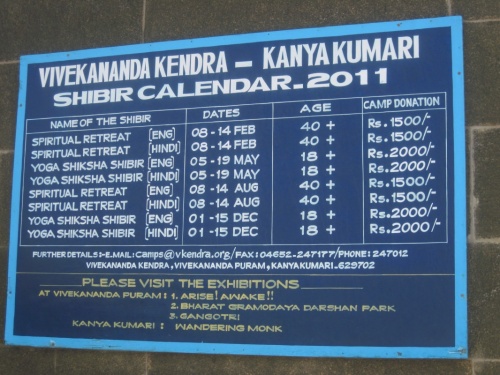 VIVEKANANDA KENDRA – KANYAKUMARI
SHIBIR CALENDAR-2011
NAME OF THE SHIBIR DATES AGE CAMP DONATION
SPIRITUAL RETREAT [ENG] 08-14 FEB 40 + Rs.1500/-
SPIRITUAL RETREAT [HINDI] 08-14 FEB 40 + Rs.1500/-
YOGA SHIKSHA SHIBIR [ENG] 05-19 MAY 18 + Rs.2000/-
YOGA SHIKSHA SHIBIR [HINDI] 05-19 MAY 18 + Rs.2000/-
SPIRITUAL RETREAT [ENG] 08-14 AUG 40 + Rs.1500/-
SPIRITUAL RETREAT [HINDI] 08-14 AUG 40 + Rs.1500/-
YOGA SHIKSHA SHIBIR [ENG] 01-15 DEC 18 + Rs.2000/-
YOGA SHIKSHA SHIBIR [HINDI] 01-15 DEC 18 + Rs.2000/-
FURTHER DETAILS:-E-MAIL:camps@vkendra.org/FAX:04652-247177/PHONE:247012
VIVEKANANDA KENDRA, VIVEKANANDA PURAM, KANYAKUMARI-629702
PLEASE VISIT THE EXHIBITIONS
AT VIVEKANANDA PURAM: 1. ARISE! AWAKE!!
2. BHARAT GRAMODAYA DARSHAN PARK
3. GANGOTRI
KANYA KUMARI : WANDERING MONK